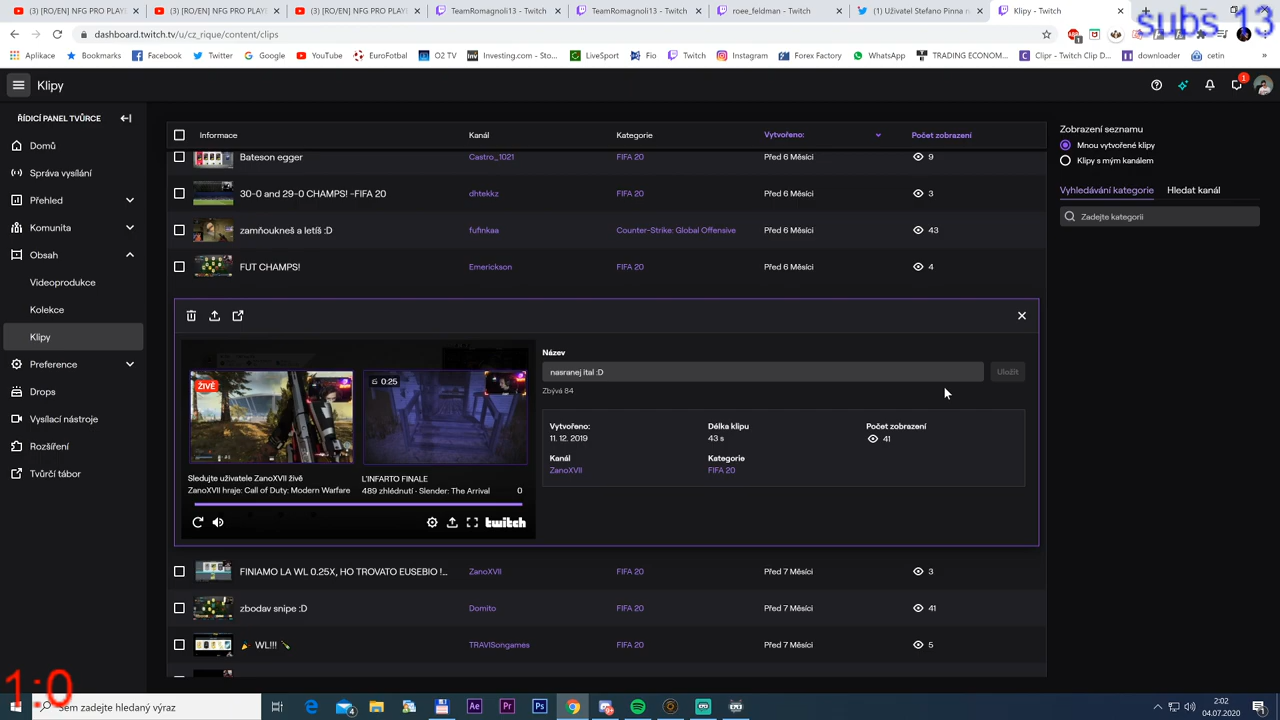 (3) [RO/EN] NFG PRO PLAY
(3) [RO/EN] NFG PRO PLAY
(3) [RO/EN] NFG PRO PLAY
TeamRomagnoli13 - Twitch
TeamRomagnoli13 - Twitch
roee_feldman - Twitch
(1) Uživatel Stefano Pinna ri
Klipy - Twitch
subs 13
dashboard.twitch.tv/u/cz_rique/content/clips
Aplikace
Bookmarks
Facebook
Twitter
Google
YouTube
O2 TV
Investing.com - Sto...
EuroFotbal
LiveSport
Fio
Twitch
Instagram
Forex Factory
WhatsApp
TRADING ECONOM...
Clipr - Twitch Clip D...
downloader
cetin
Klipy
1
ŘÍDICÍ PANEL TVŮRCE
Domů
Správa vysílání
Přehled
Komunita
Obsah
Videoprodukce
Kolekce
Klipy
Preference
Drops
Vysílací nástroje
Rozšíření
Tvůrčí tábor
Informace
Kanál
Kategorie
Vytvořeno:
Počet zobrazení
Bateson egger
Castro_1021
FIFA 20
Před 6 Měsíci
9
30-0 and 29-0 CHAMPS! -FIFA 20
dhtekkz
FIFA 20
Před 6 Měsíci
3
zamňoukneš a letíš :D
fufinkaa
Counter-Strike: Global Offensive
Před 6 Měsíci
43
FUT CHAMPS!
Emerickson
FIFA 20
Před 6 Měsíci
4
ŽIVĚ
0:25
Sledujte uživatele ZanoXVII živě
ZanoXVII hraje: Call of Duty: Modern Warfare
L'INFARTO FINALE
489 zhlédnutí - Slender: The Arrival
0
twitch
Název
nasranej ital :D
Uložit
Zbývá 84
Vytvořeno:
11. 12. 2019
Délka klipu
43 s
Počet zobrazení
41
Kanál
ZanoXVII
Kategorie
FIFA 20
FINIAMO LA WL 0.25X, HO TROVATO EUSEBIO !...
ZanoXVII
FIFA 20
Před 7 Měsíci
3
zbodav snipe :D
Domito
FIFA 20
Před 7 Měsíci
41
WL!!!
TRAVISongames
FIFA 20
Před 7 Měsíci
5
Zobrazení seznamu
Mnou vytvořené klipy
Klipy s mým kanálem
Vyhledávání kategorie
Hledat kanál
Zadejte kategorii
1:0
Sem zadejte hledaný výraz
2:02
04.07.2020